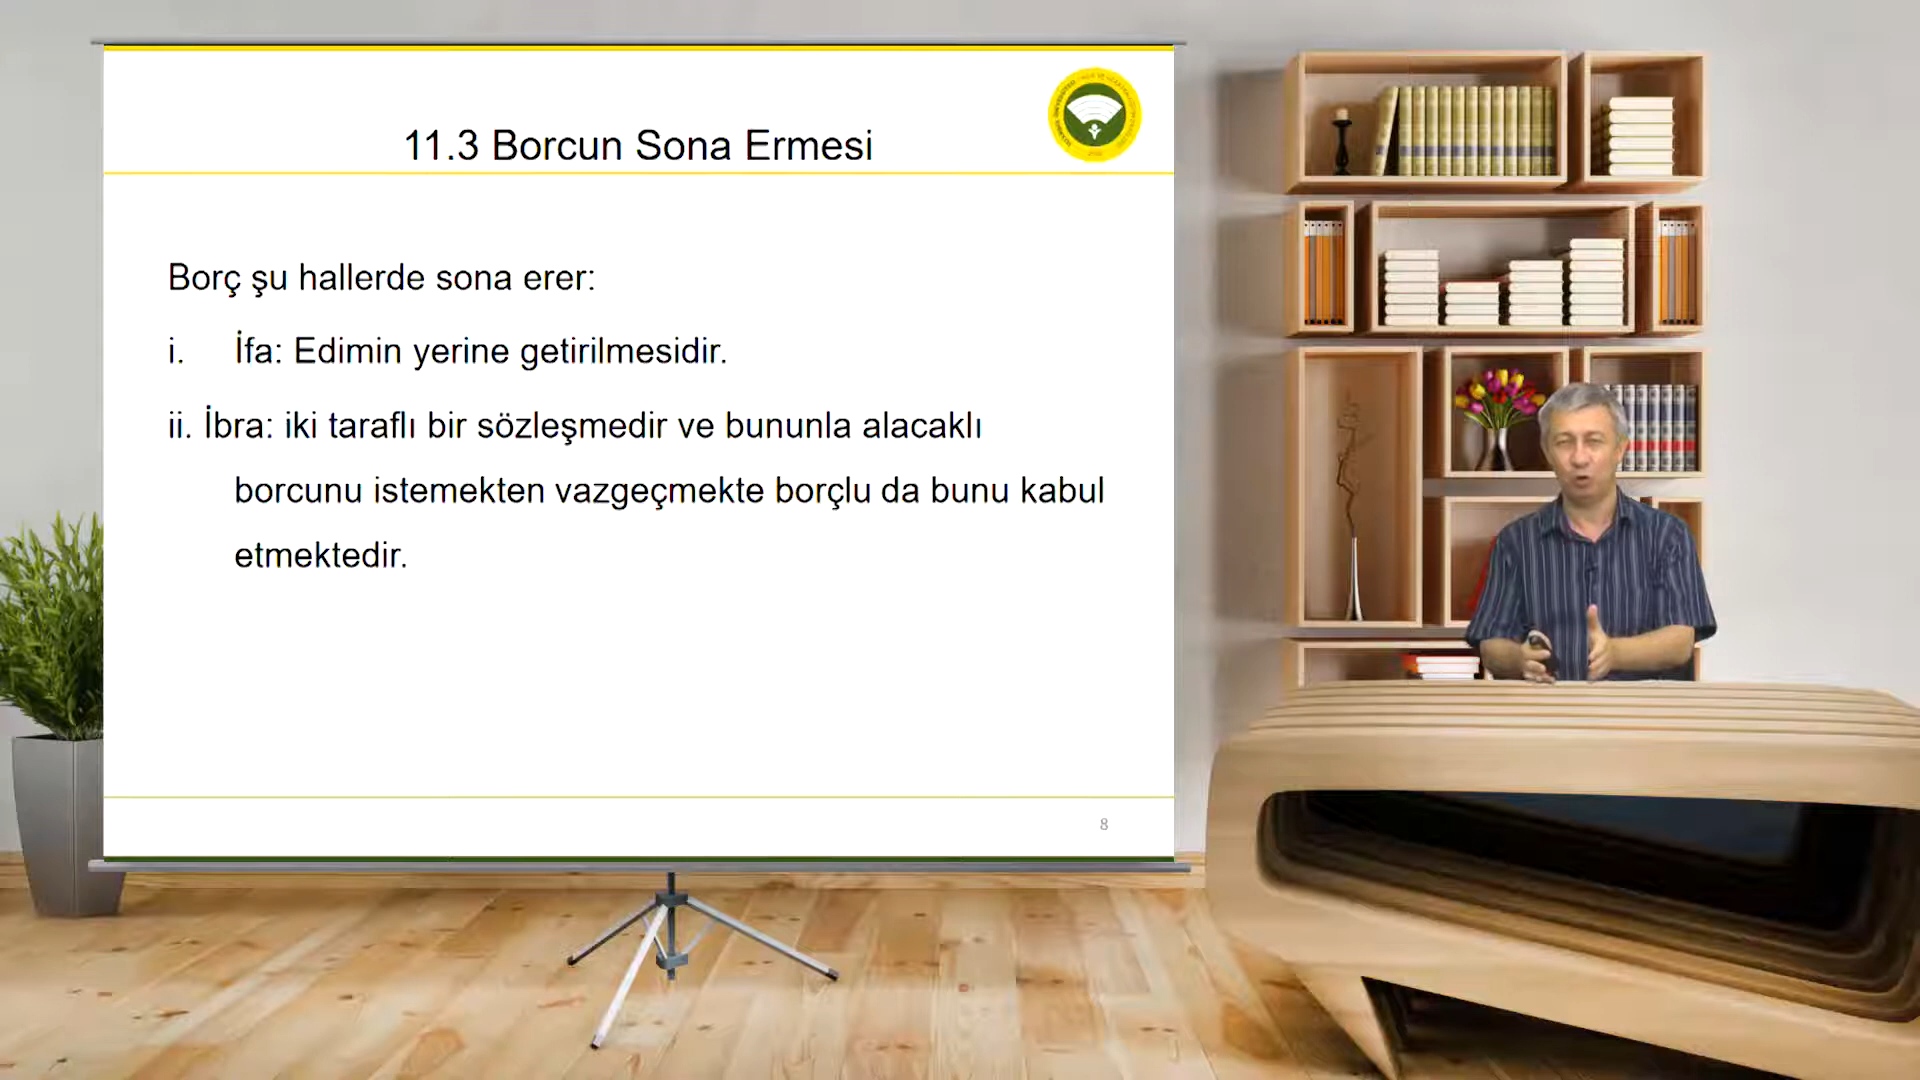 11.3 Borcun Sona Ermesi
Borç şu hallerde sona erer:
i. İfa: Edimin yerine getirilmesidir.
ii. İbra: iki taraflı bir sözleşmedir ve bununla alacaklı
borcunu istemekten vazgeçmekte borçlu da bunu kabul
etmektedir.
8